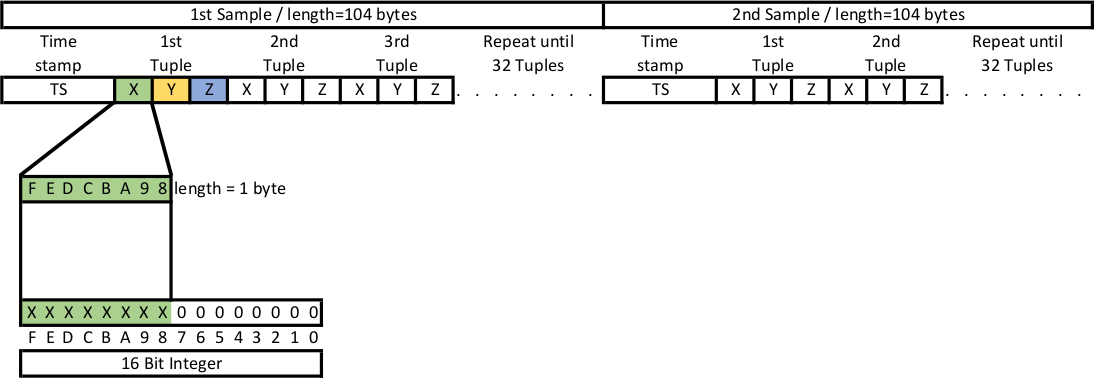 1st Sample / length=104 bytes 2nd Sample / length=104 bytes
Time 1st 2nd 3rd Repeat until Time 1st 2nd Repeat until
stamp Tuple Tuple Tuple 32 Tuples stamp Tuple Tuple 32 Tuples
TS X Y Z X Y Z X Y Z . . . . . . . . TS X Y Z X Y Z . . . . . . . .
F E D C B A 9 8 length = 1 byte
X X X X X X X X 0 0 0 0 0 0 0 0
F E D C B A 9 8 7 6 5 4 3 2 1 0
16 Bit Integer